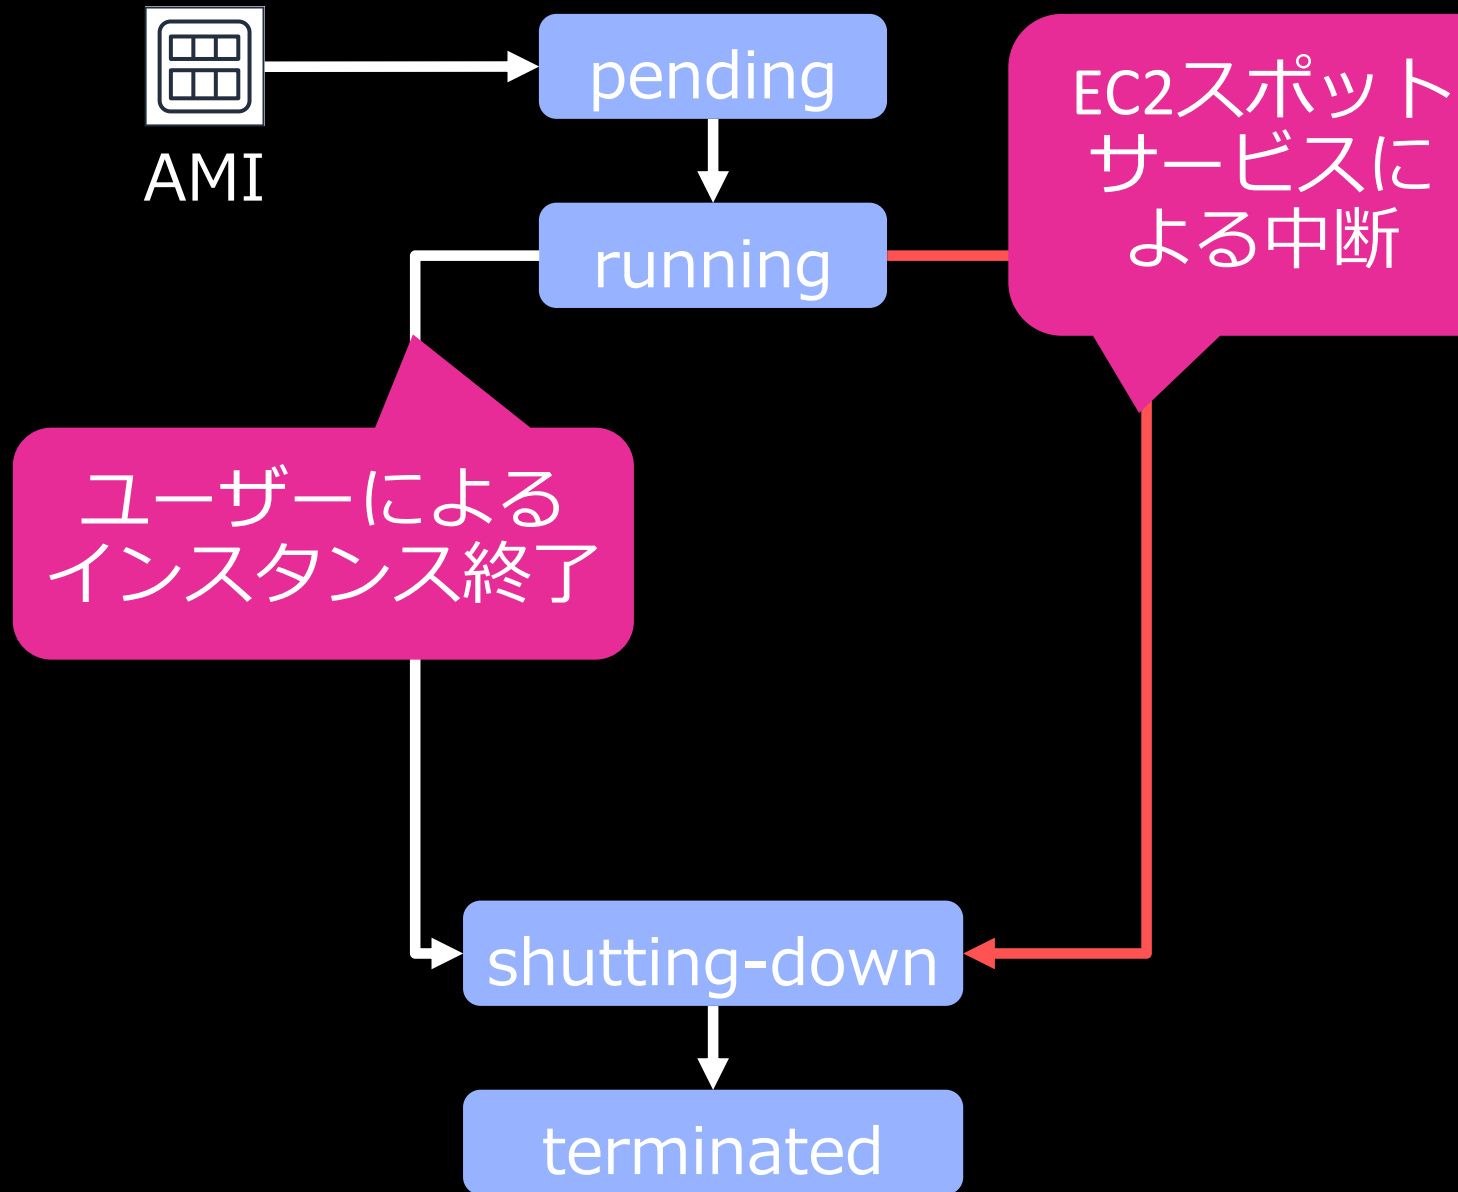 AMI
pending
EC2スポット
サービスに
よる中断
running
ユーザーによる
インスタンス終了
shutting-down
terminated